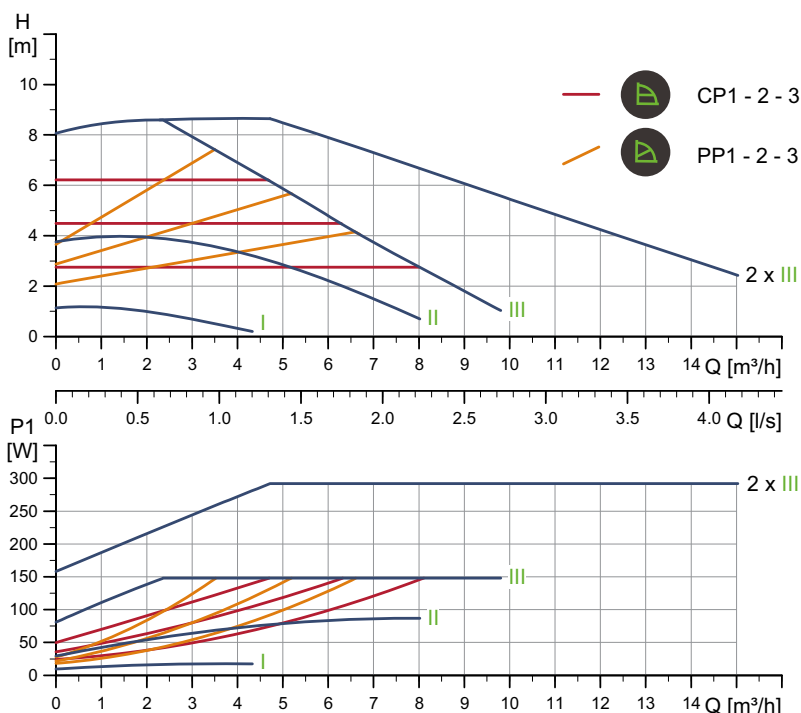 H
[m]
10
8
6
4
2
0
CP1 - 2 - 3
PP1 - 2 - 3
2 x III
III
II
I
0 1 2 3 4 5 6 7 8 9 10 11 12 13 14 Q [m³/h]
0.0 0.5 1.0 1.5 2.0 2.5 3.0 3.5 4.0 Q [l/s]
P1
[W]
300
250
200
150
100
50
0
2 x III
III
II
I
0 1 2 3 4 5 6 7 8 9 10 11 12 13 14 Q [m³/h]